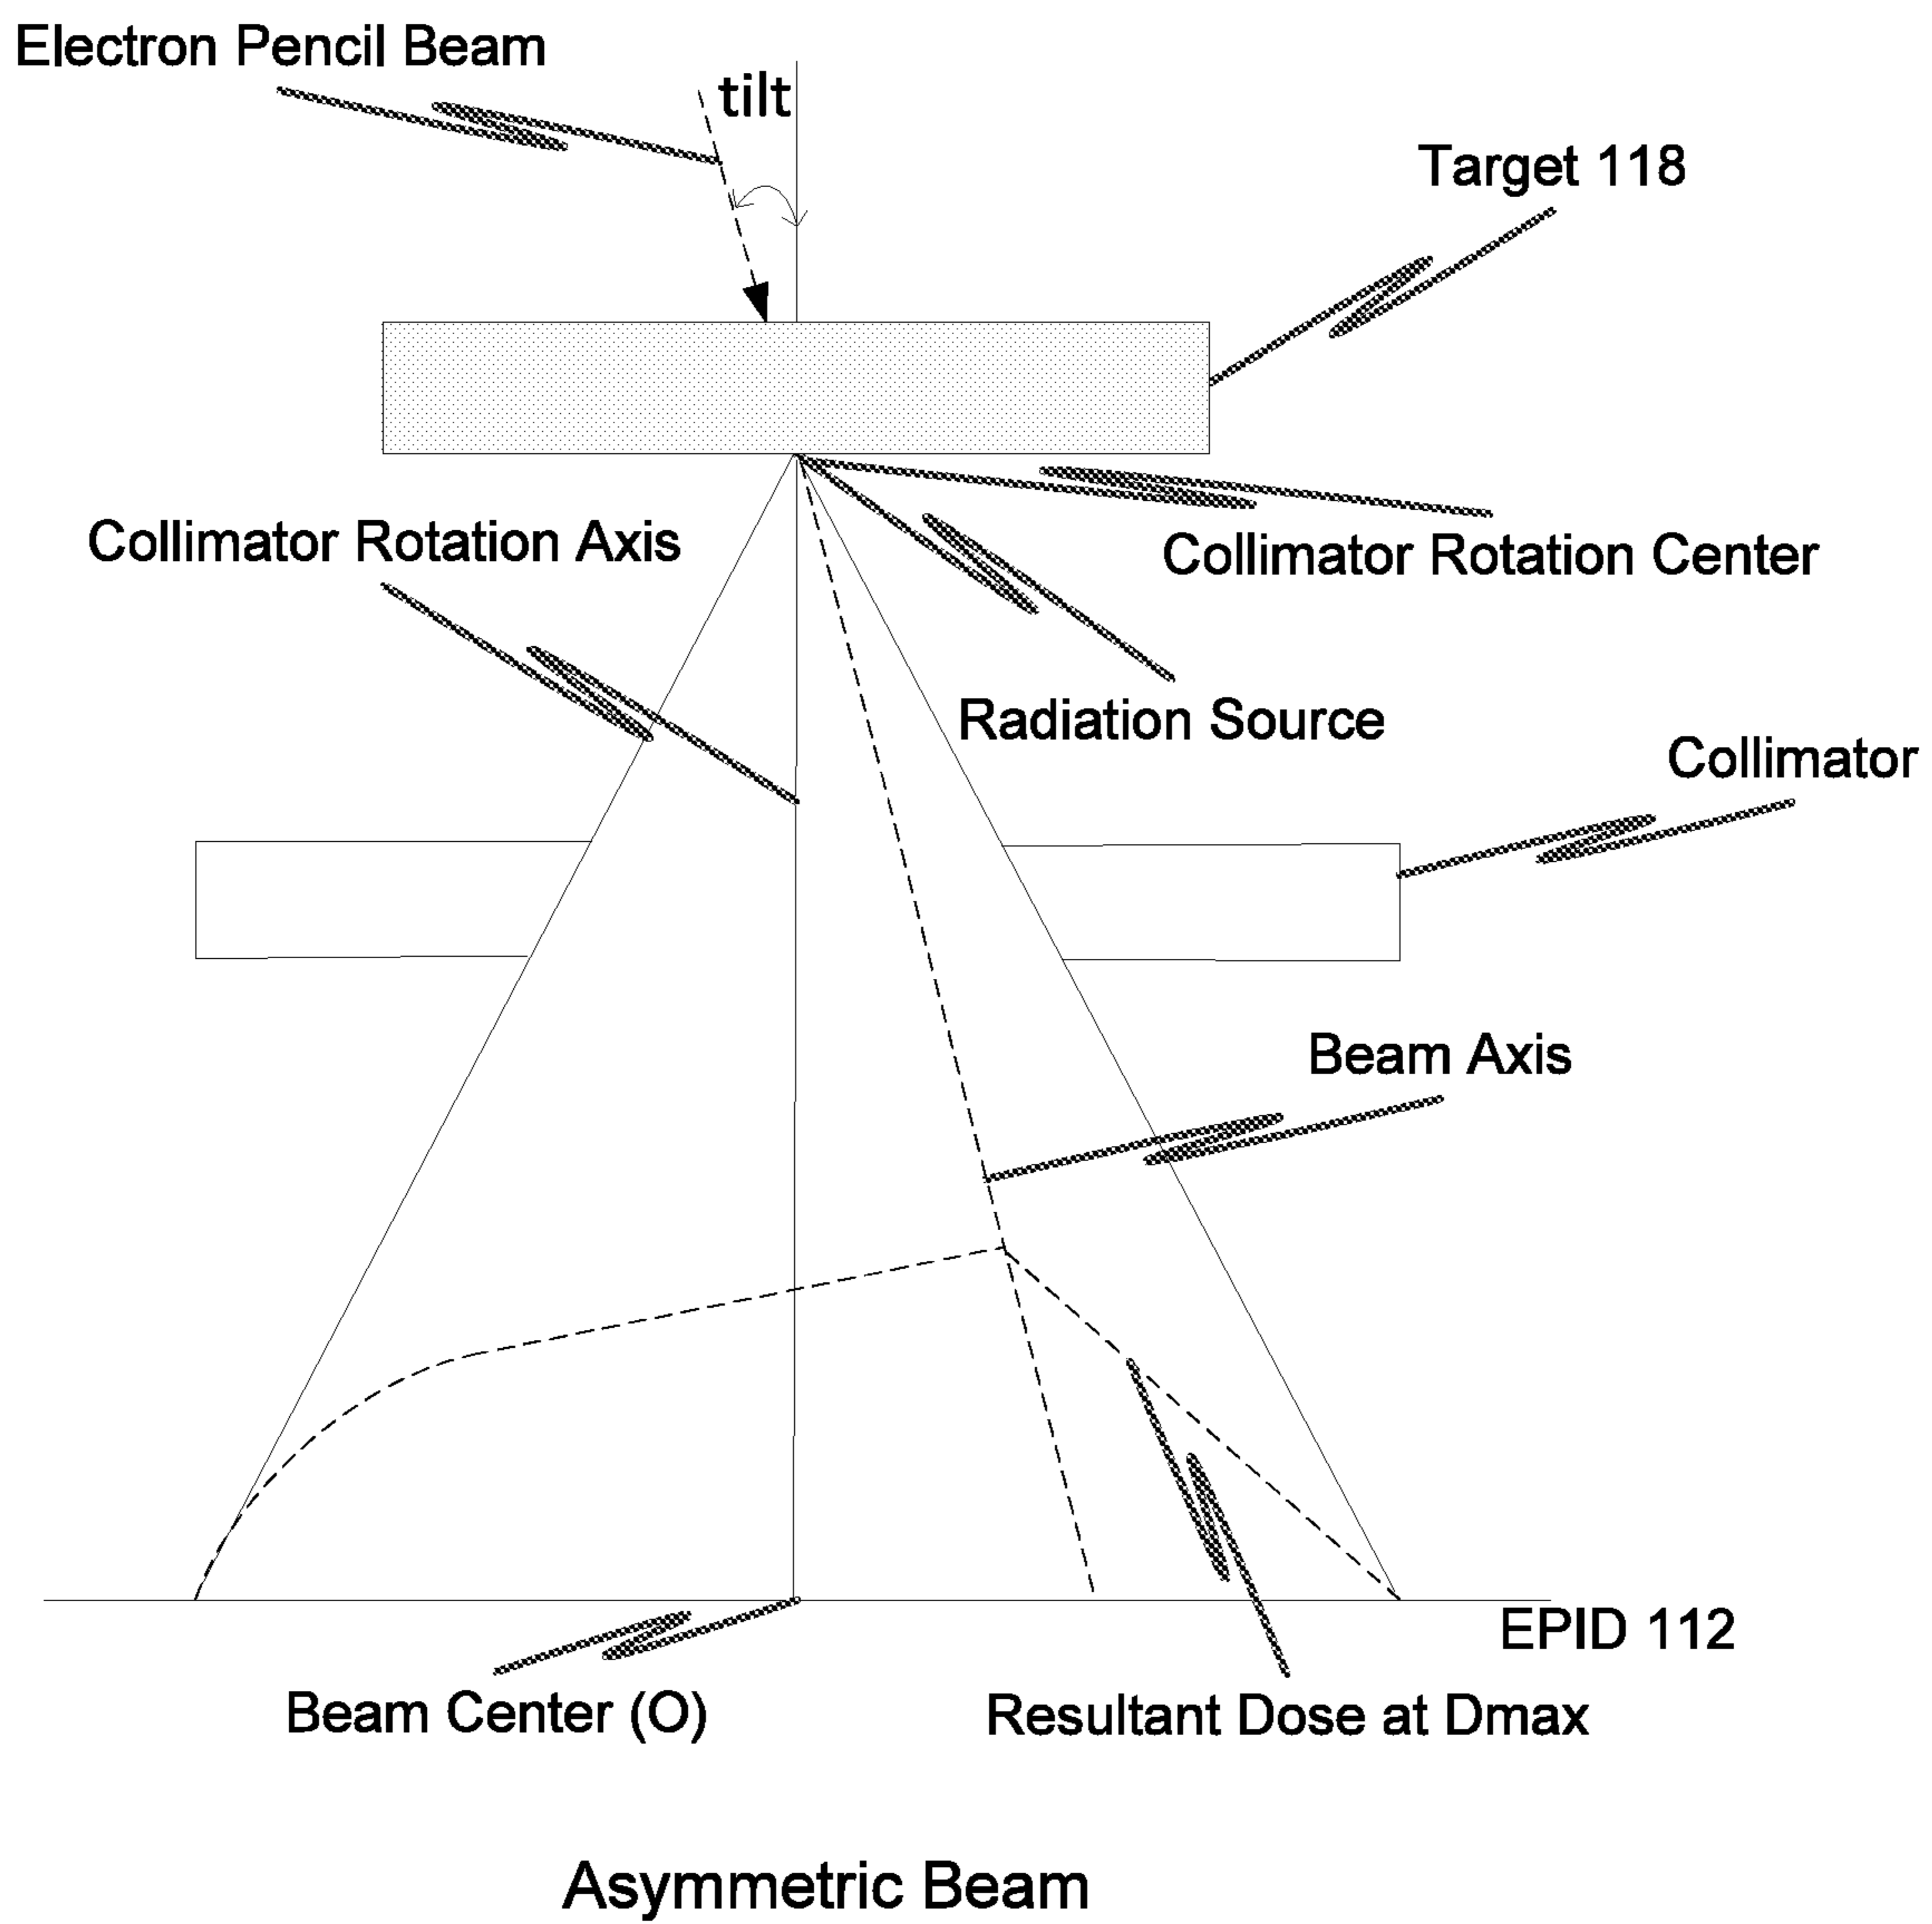 Electron Pencil Beam
tilt
Target 118
Collimator Rotation Axis
Collimator Rotation Center
Radiation Source
Collimator
Beam Axis
EPID 112
Beam Center (O)
Resultant Dose at Dmax
Asymmetric Beam